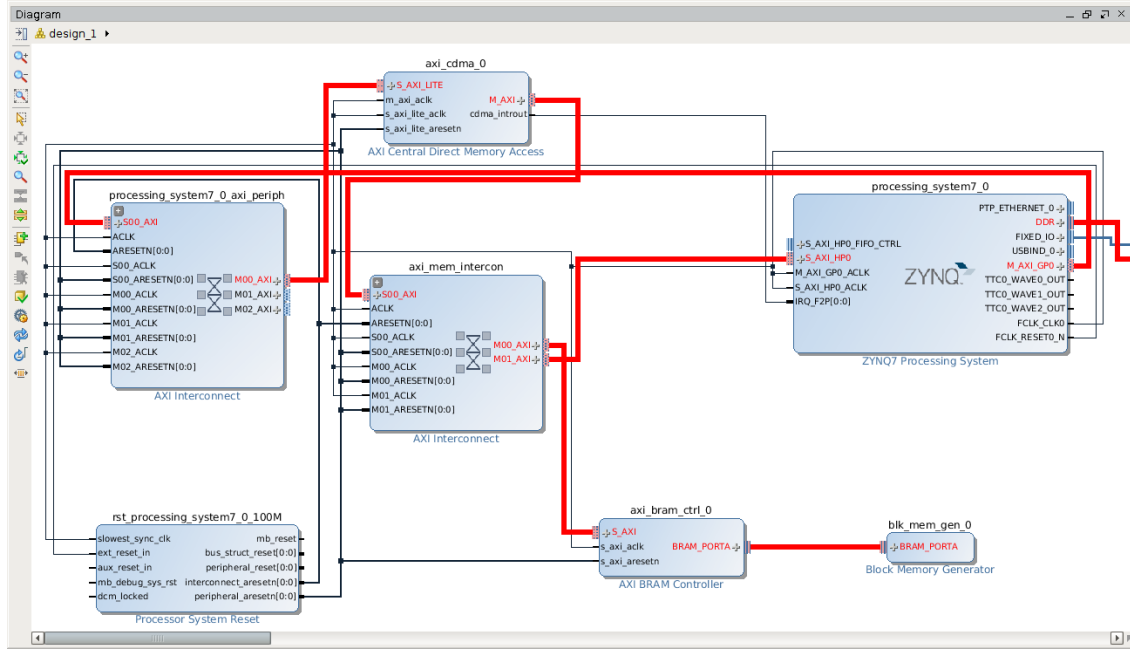 Diagram
design_1
axi_cdma_0
S_AXI_LITE
m_axi_aclk
s_axi_lite_aclk
s_axi_lite_aresetn
M_AXI
cdma_introut
AXI Central Direct Memory Access
processing_system7_0_axi_periph
S00_AXI
ACLK
ARESETN[0:0]
S00_ACLK
S00_ARESETN[0:0]
M00_ACLK
M00_ARESETN[0:0]
M01_ACLK
M01_ARESETN[0:0]
M02_ACLK
M02_ARESETN[0:0]
M00_AXI
M01_AXI
M02_AXI
AXI Interconnect
axi_mem_intercon
S00_AXI
ACLK
ARESETN[0:0]
S00_ACLK
S00_ARESETN[0:0]
M00_ACLK
M00_ARESETN[0:0]
M01_ACLK
M01_ARESETN[0:0]
M00_AXI
M01_AXI
AXI Interconnect
processing_system7_0
S_AXI_HP0_FIFO_CTRL
S_AXI_HP0
M_AXI_GP0_ACLK
S_AXI_HP0_ACLK
IRQ_F2P[0:0]
ZYNQ
PTP_ETHERNET_0
DDR
FIXED_IO
USBIND_0
M_AXI_GP0
TTC0_WAVE0_OUT
TTC0_WAVE1_OUT
TTC0_WAVE2_OUT
FCLK_CLK0
FCLK_RESET0_N
ZYNQ7 Processing System
rst_processing_system7_0_100M
slowest_sync_clk
ext_reset_in
aux_reset_in
mb_debug_sys_rst
dcm_locked
mb_reset
bus_struct_reset[0:0]
peripheral_reset[0:0]
interconnect_aresetn[0:0]
peripheral_aresetn[0:0]
Processor System Reset
axi_bram_ctrl_0
S_AXI
s_axi_aclk
s_axi_aresetn
BRAM_PORTA
AXI BRAM Controller
blk_mem_gen_0
BRAM_PORTA
Block Memory Generator